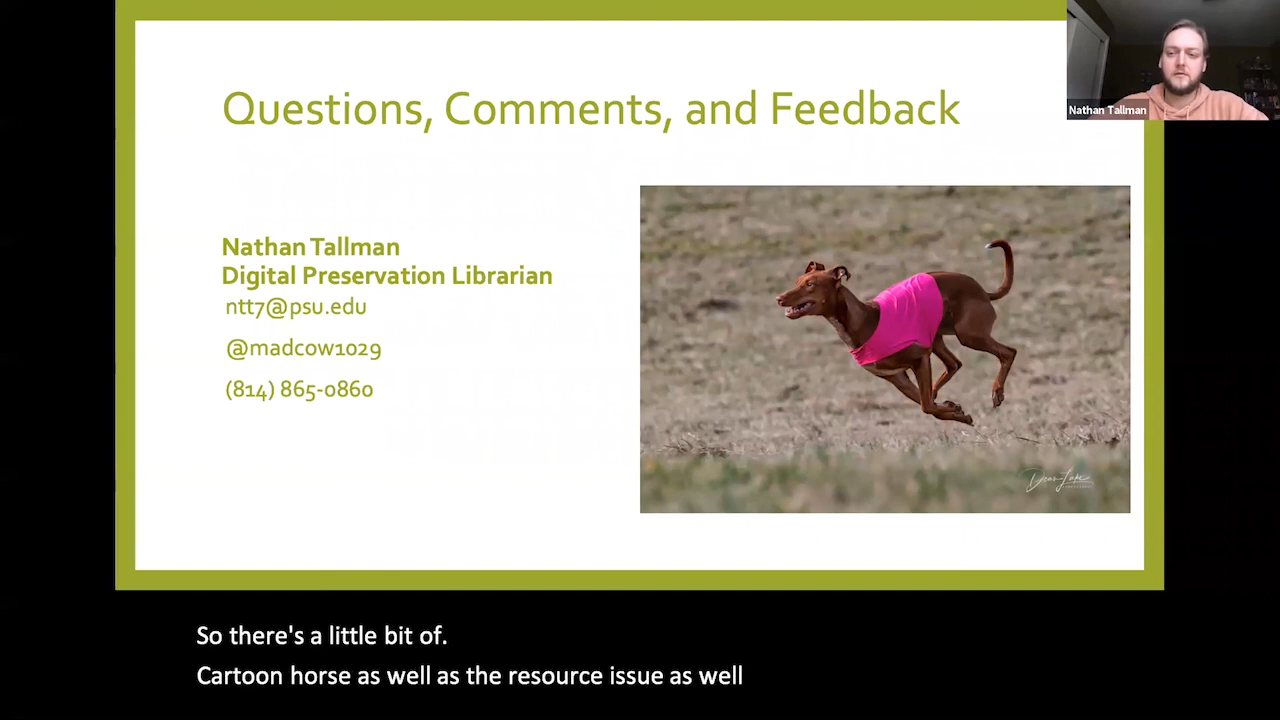 Questions, Comments, and Feedback
Nathan Tallman
Nathan Tallman
Digital Preservation Librarian
ntt7@psu.edu
@madcow1029
(814) 865-0860
So there's a little bit of.
Cartoon horse as well as the resource issue as well